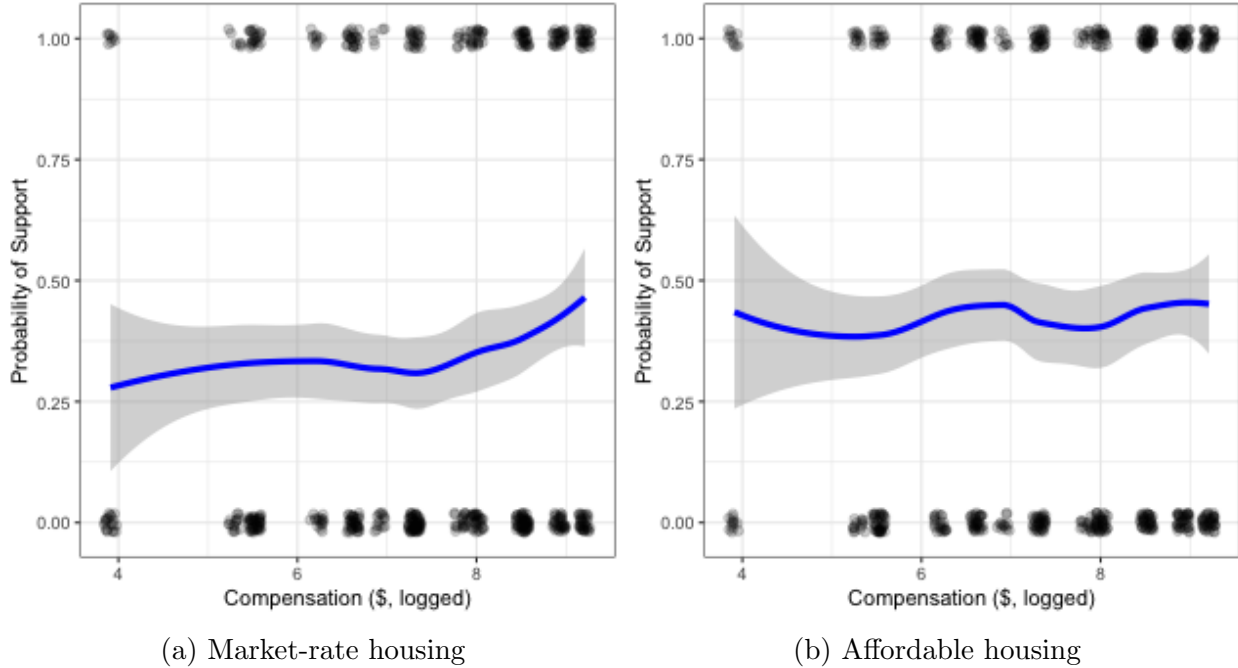 1.00
0.75
0.50
0.25
0.00
Probability of Support
4 6 8
Compensation ($, logged)
(a) Market-rate housing
1.00
0.75
0.50
0.25
0.00
Probability of Support
4 6 8
Compensation ($, logged)
(b) Affordable housing